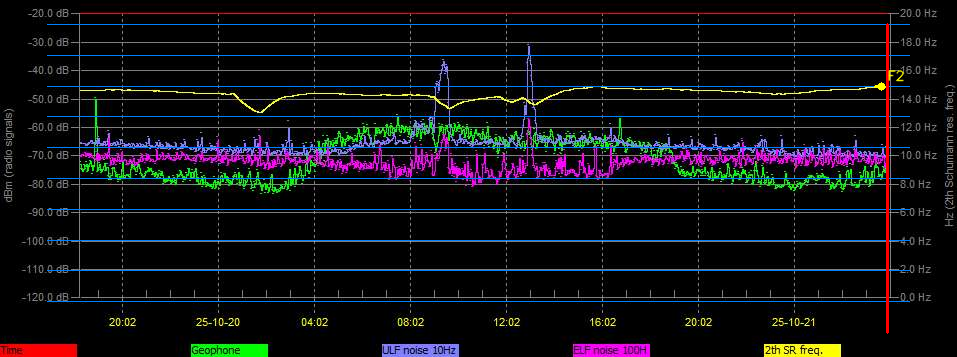 -20.0 dB
20.0 Hz
-30.0 dB
18.0 Hz
-40.0 dB
16.0 Hz
F2
-50.0 dB
14.0 Hz
-60.0 dB
12.0 Hz
-70.0 dB
10.0 Hz
-80.0 dB
8.0 Hz
-90.0 dB
6.0 Hz
-100.0 dB
4.0 Hz
-110.0 dB
2.0 Hz
-120.0 dB
0.0 Hz
dBm (radio signals)
Hz (2th Schumann res. freq.)
20:02 25-10-20 04:02 08:02 12:02 16:02 20:02 25-10-21
Time Geophone ULF noise 10Hz ELF noise 100H 2th SR freq.